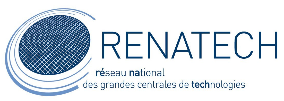 RENATECH
réseau national
des grandes centrales de technologies